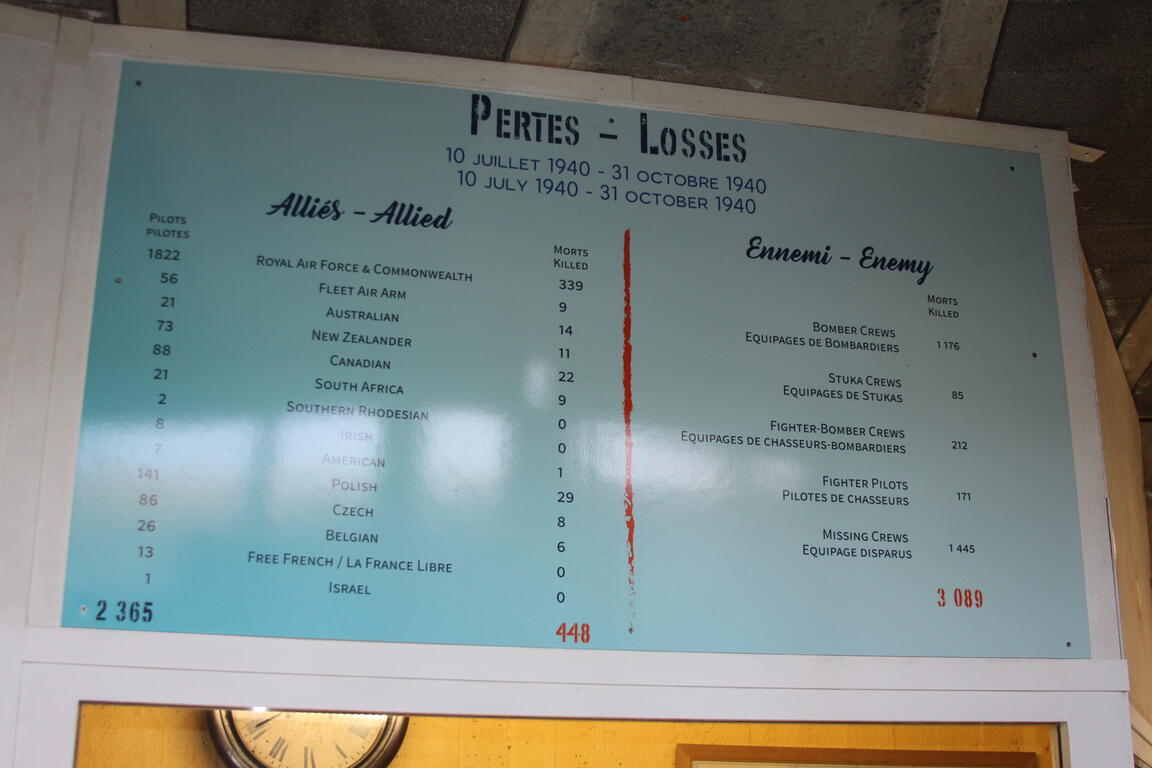 PERTES - LOSSES
10 JUILLET 1940 - 31 OCTOBRE 1940
10 JULY 1940 - 31 OCTOBER 1940
Alliés - Allied
PILOTS
PILOTES
MORTS
KILLED
1822 ROYAL AIR FORCE & COMMONWEALTH 339
56 FLEET AIR ARM 9
21 AUSTRALIAN 14
73 NEW ZEALANDER 11
88 CANADIAN 22
21 SOUTH AFRICA 9
2 SOUTHERN RHODESIAN 0
8 IRISH 0
7 AMERICAN 1
141 POLISH 29
86 CZECH 8
26 BELGIAN 6
13 FREE FRENCH / LA FRANCE LIBRE 0
1 ISRAEL 0
2 365 448
Ennemi - Enemy
MORTS
KILLED
BOMBER CREWS
EQUIPAGES DE BOMBARDIERS 1 176
STUKA CREWS
EQUIPAGES DE STUKAS 85
FIGHTER-BOMBER CREWS
EQUIPAGES DE CHASSEURS-BOMBARDIERS 212
FIGHTER PILOTS
PILOTES DE CHASSEURS 171
MISSING CREWS
EQUIPAGE DISPARUS 1 445
3 089